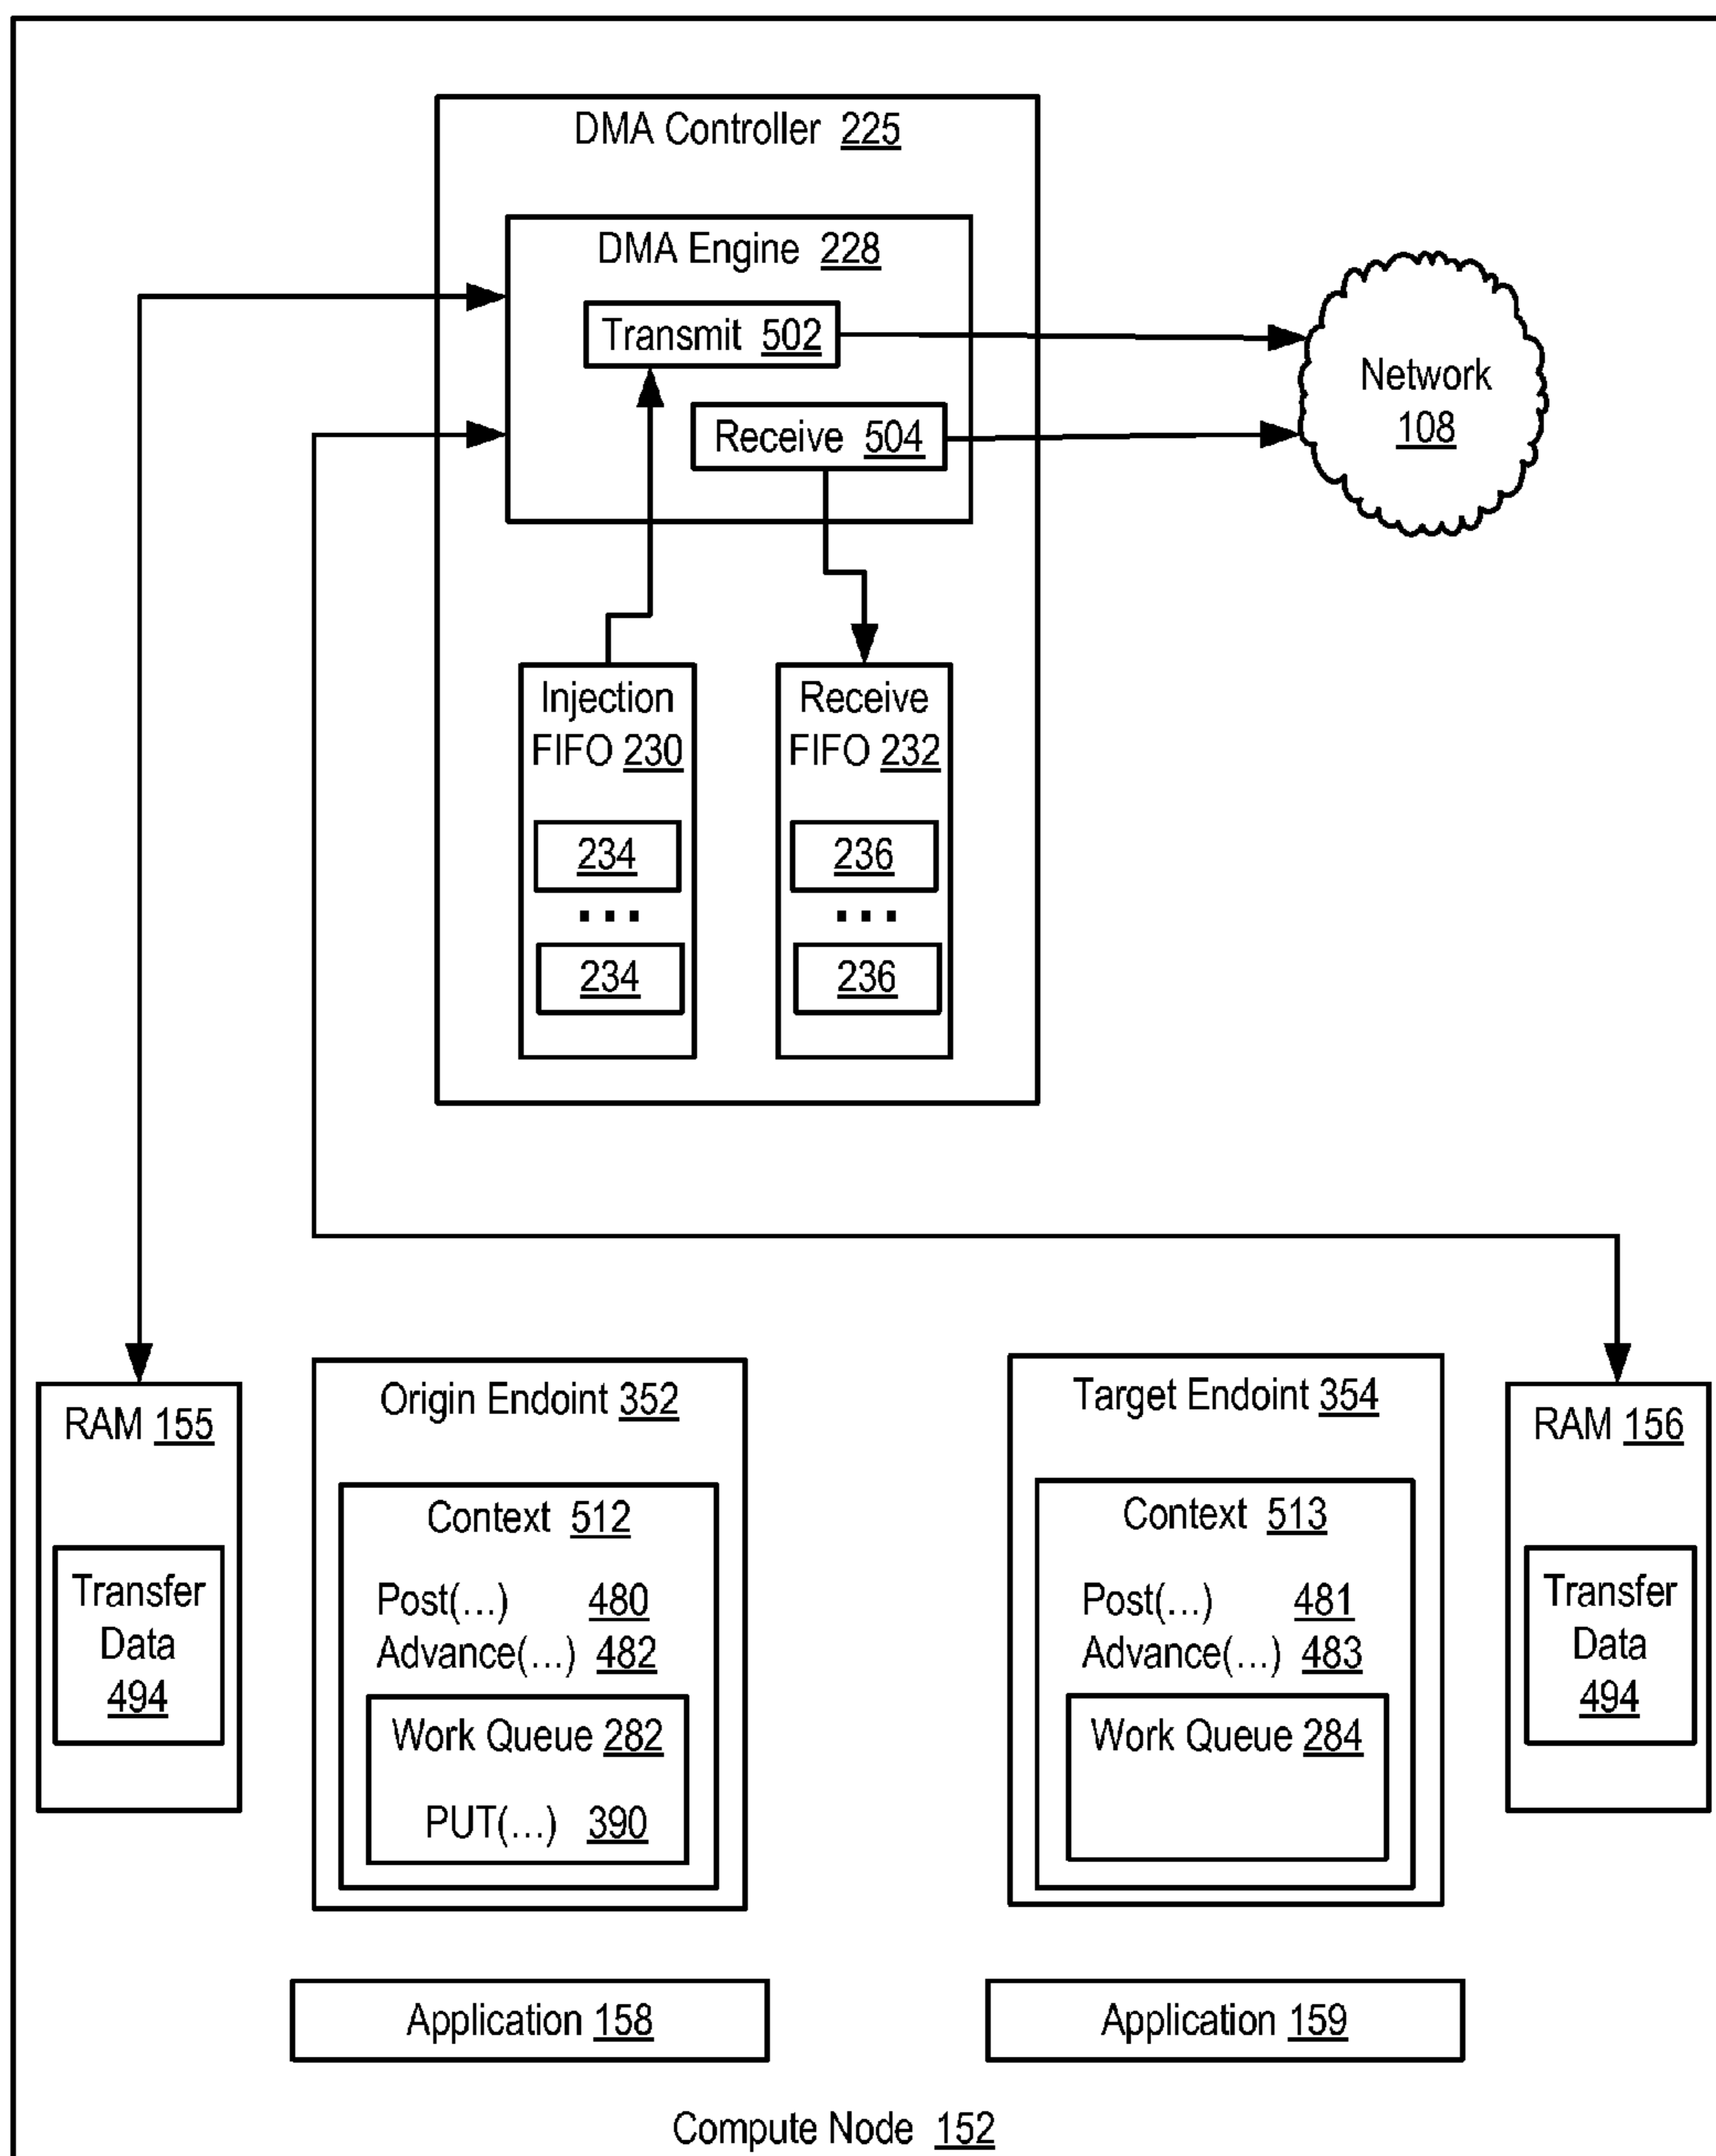 DMA Controller 225
DMA Engine 228
Transmit 502
Receive 504
Network
108
Injection
FIFO 230
234
...
234
Receive
FIFO 232
236
...
236
RAM 155
Transfer
Data
494
Origin Endoint 352
Context 512
Post(...) 480
Advance(...) 482
Work Queue 282
PUT(...) 390
Target Endoint 354
Context 513
Post(...) 481
Advance(...) 483
Work Queue 284
RAM 156
Transfer
Data
494
Application 158
Application 159
Compute Node 152